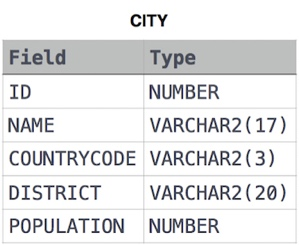 CITY
Field Type
ID NUMBER
NAME VARCHAR2(17)
COUNTRYCODE VARCHAR2(3)
DISTRICT VARCHAR2(20)
POPULATION NUMBER